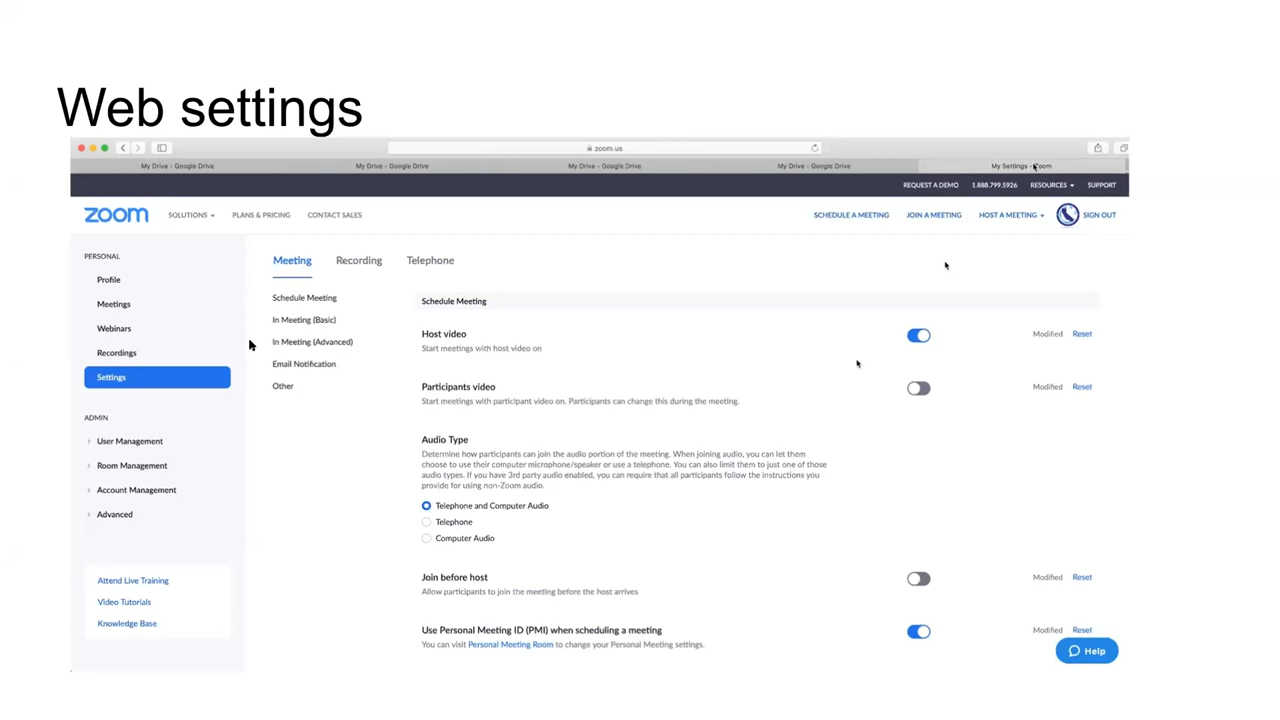 Web settings
zoom.us
My Drive - Google Drive
My Drive - Google Drive
My Drive - Google Drive
My Drive - Google Drive
My Settings - Zoom
REQUEST A DEMO
1.888.799.5926
RESOURCES
SUPPORT
zoom
SOLUTIONS
PLANS & PRICING
CONTACT SALES
SCHEDULE A MEETING
JOIN A MEETING
HOST A MEETING
SIGN OUT
PERSONAL
Profile
Meetings
Webinars
Recordings
Settings
ADMIN
User Management
Room Management
Account Management
Advanced
Attend Live Training
Video Tutorials
Knowledge Base
Meeting
Recording
Telephone
Schedule Meeting
In Meeting (Basic)
In Meeting (Advanced)
Email Notification
Other
Schedule Meeting
Host video
Start meetings with host video on
Modified
Reset
Participants video
Start meetings with participant video on. Participants can change this during the meeting.
Modified
Reset
Audio Type
Determine how participants can join the audio portion of the meeting. When joining audio, you can let them
choose to use their computer microphone/speaker or use a telephone. You can also limit them to just one of those
audio types. If you have 3rd party audio enabled, you can require that all participants follow the instructions you
provide for using non-Zoom audio.
Telephone and Computer Audio
Telephone
Computer Audio
Join before host
Allow participants to join the meeting before the host arrives
Modified
Reset
Use Personal Meeting ID (PMI) when scheduling a meeting
You can visit Personal Meeting Room to change your Personal Meeting settings.
Modified
Reset
Help